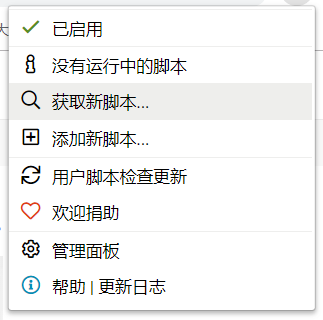 已启用
没有运行中的脚本
获取新脚本...
添加新脚本...
用户脚本检查更新
欢迎捐助
管理面板
帮助 | 更新日志